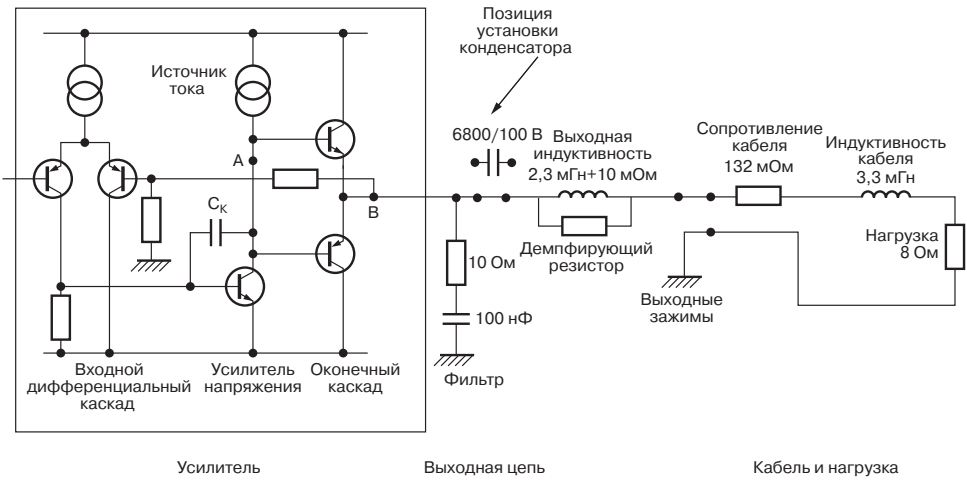 Позиция
установки
конденсатора
Источник
тока
6800/100 В
Выходная
индуктивность
2,3 мГн+10 мОм
Сопротивление
кабеля
132 мОм
Индуктивность
кабеля
3,3 мГн
A
B
CК
Демпфирующий
резистор
10 Ом
100 нФ
Фильтр
Нагрузка
8 Ом
Выходные
зажимы
Входной
дифференциальный
каскад
Усилитель
напряжения
Оконечный
каскад
Усилитель
Выходная цепь
Кабель и нагрузка